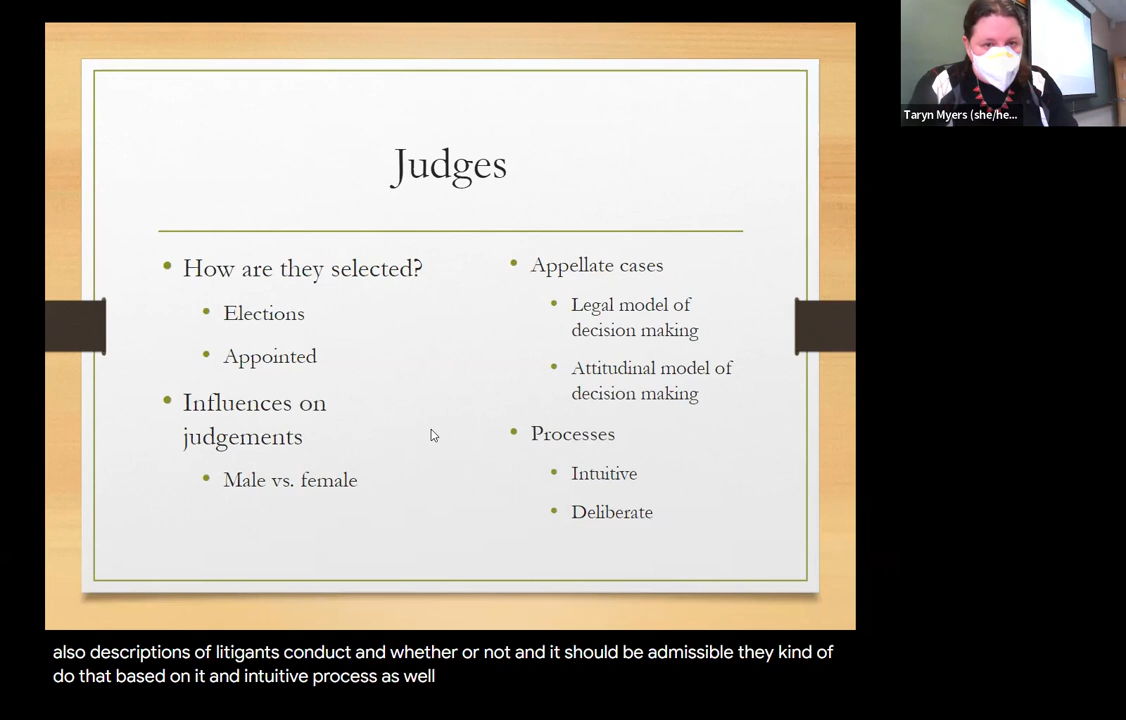 Judges
How are they selected?
Elections
Appointed
Influences on
judgements
Male vs. female
Appellate cases
Legal model of
decision making
Attitudinal model of
decision making
Processes
Intuitive
Deliberate
Taryn Myers (she/he...
also descriptions of litigants conduct and whether or not and it should be admissible they kind of
do that based on it and intuitive process as well